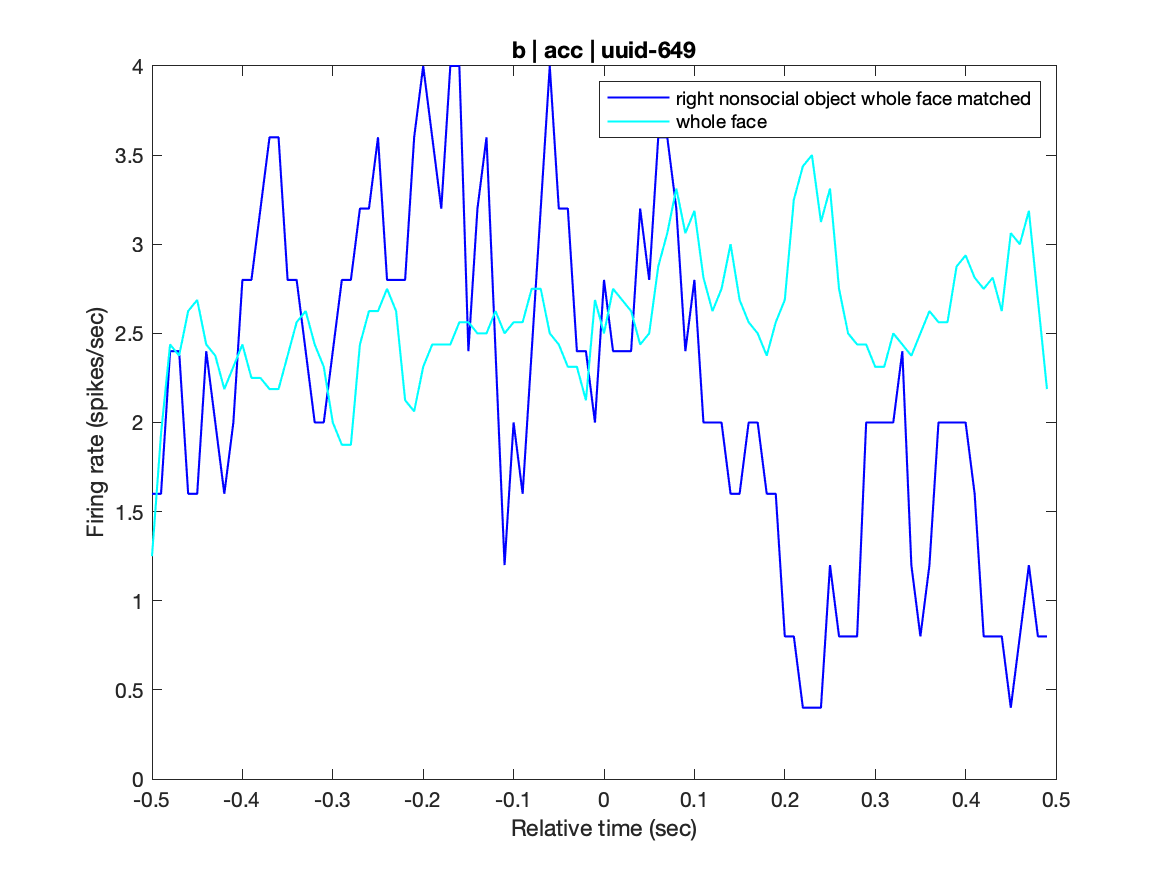 b | acc | uuid-649
right nonsocial object whole face matched
whole face
Firing rate (spikes/sec)
4
3.5
3
2.5
2
1.5
1
0.5
0
-0.5 -0.4 -0.3 -0.2 -0.1 0 0.1 0.2 0.3 0.4 0.5
Relative time (sec)